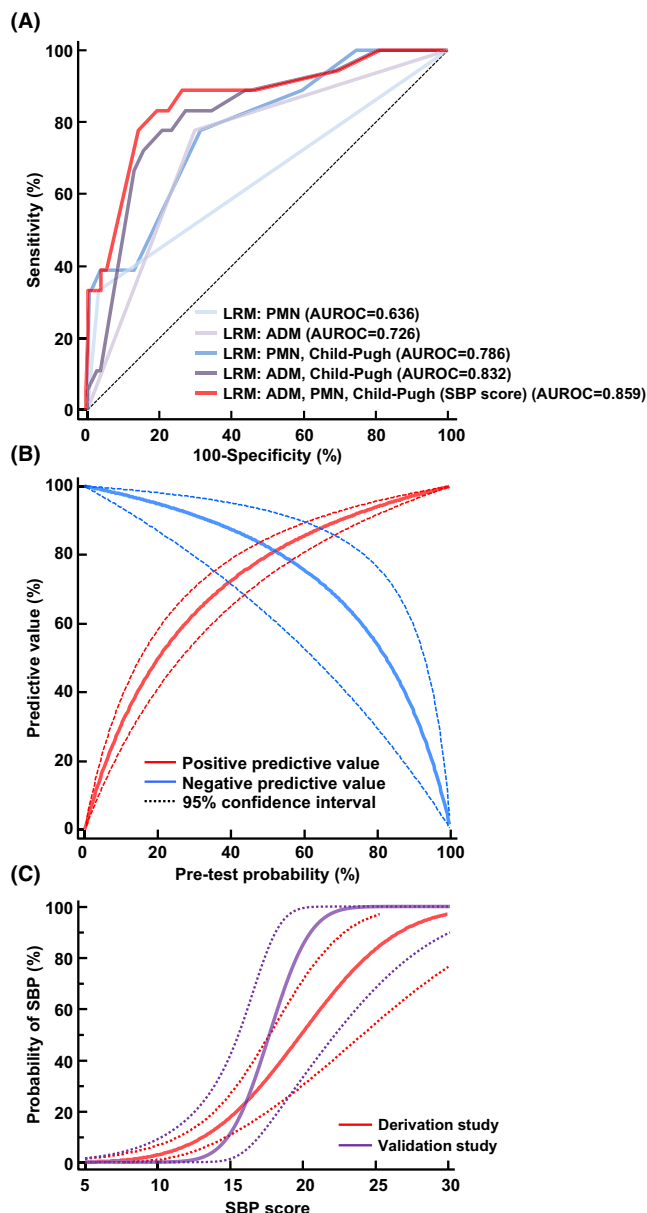 (A)
100
80
60
40
20
0
Sensitivity (%)
LRM: PMN (AUROC=0.636)
LRM: ADM (AUROC=0.726)
LRM: PMN, Child-Pugh (AUROC=0.786)
LRM: ADM, Child-Pugh (AUROC=0.832)
LRM: ADM, PMN, Child-Pugh (SBP score) (AUROC=0.859)
0 20 40 60 80 100
100-Specificity (%)
(B)
100
80
60
40
20
0
Predictive value (%)
Positive predictive value
Negative predictive value
95% confidence interval
0 20 40 60 80 100
Pre-test probability (%)
(C)
100
80
60
40
20
0
Probability of SBP (%)
Derivation study
Validation study
5 10 15 20 25 30
SBP score